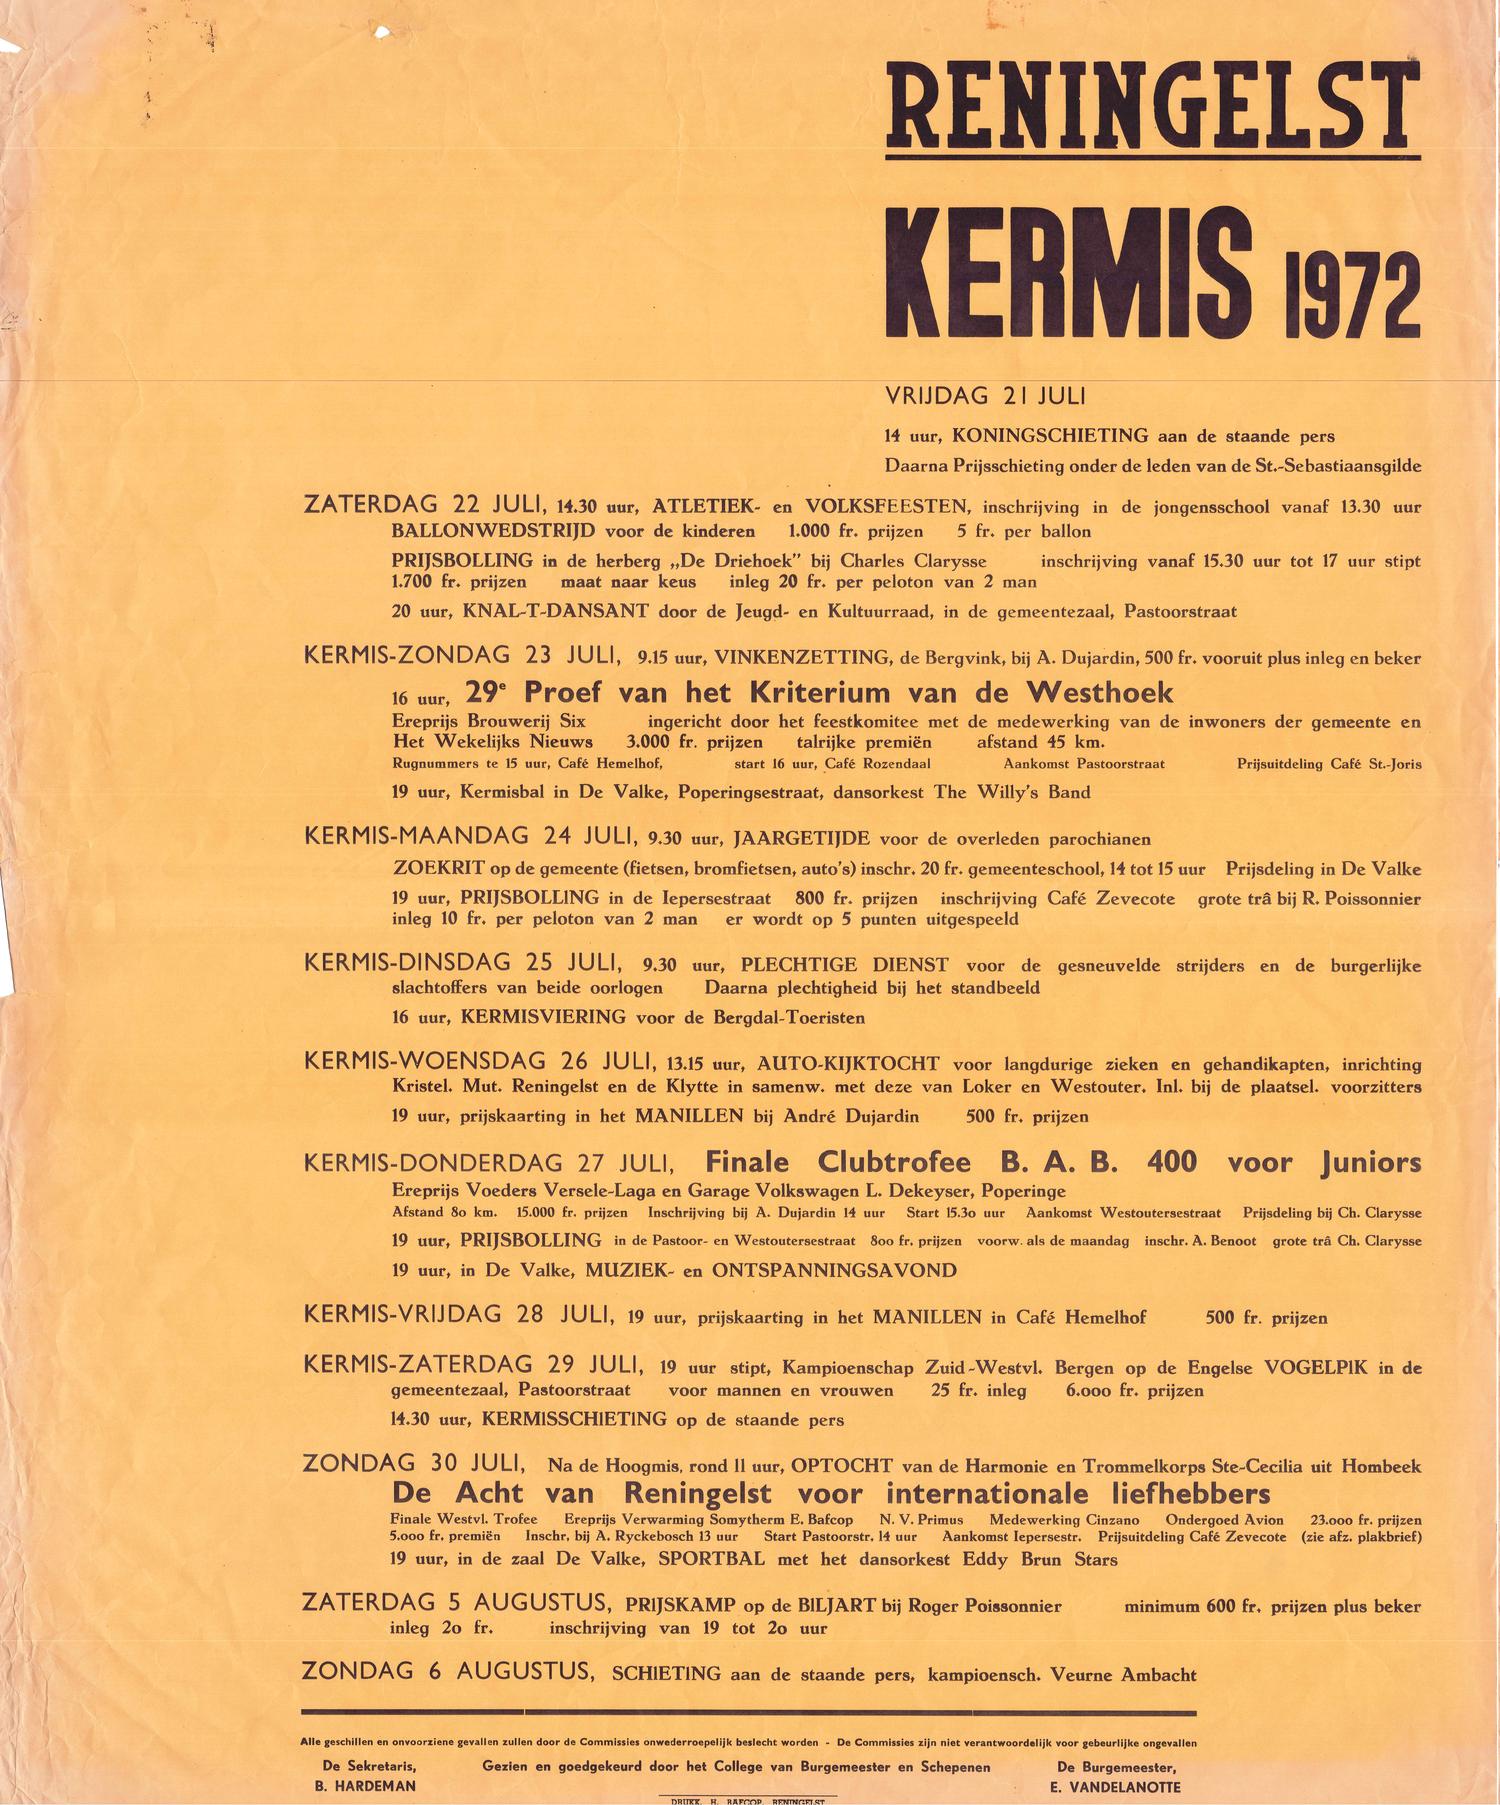 RENINGELST
KERMIS 1972
VRIJDAG 21 JULI
14 uur, KONINGSCHIETING aan de staande pers
Daarna Prijsschieting onder de leden van de St.-Sebastiaansgilde
ZATERDAG 22 JULI, 14.30 uur, ATLETIEK- en VOLKSFEESTEN, inschrijving in de jongensschool vanaf 13.30 uur
BALLONWEDSTRIJD voor de kinderen 1.000 fr. prijzen 5 fr. per ballon
PRIJSBOLLING in de herberg „De Driehoek” bij Charles Clarysse inschrijving vanaf 15.30 uur tot 17 uur stipt
1.700 fr. prijzen maat naar keus inleg 20 fr. per peloton van 2 man
20 uur, KNAL-T-DANSANT door de Jeugd- en Kultuurraad, in de gemeentezaal, Pastoorstraat
KERMIS-ZONDAG 23 JULI, 9.15 uur, VINKENZETTING, de Bergvink, bij A. Dujardin, 500 fr. vooruit plus inleg en beker
16 uur, 29e Proef van het Kriterium van de Westhoek
Ereprijs Brouwerij Six ingericht door het feestkomitee met de medewerking van de inwoners der gemeente en
Het Wekelijks Nieuws 3.000 fr. prijzen talrijke premiën afstand 45 km.
Rugnummers te 15 uur, Café Hemelhof, start 16 uur, Café Rozendaal Aankomst Pastoorstraat Prijsuitdeling Café St.-Joris
19 uur, Kermisbal in De Valke, Poperingsestraat, dansorkest The Willy's Band
KERMIS-MAANDAG 24 JULI, 9.30 uur, JAARGETIJDE voor de overleden parochianen
ZOEKRIT op de gemeente (fietsen, bromfietsen, auto's) inschr. 20 fr. gemeenteschool, 14 tot 15 uur Prijsdeling in De Valke
19 uur, PRIJSBOLLING in de Iepersestraat 800 fr. prijzen inschrijving Café Zevecote grote trâ bij R. Poissonnier
inleg 10 fr. per peloton van 2 man er wordt op 5 punten uitgespeeld
KERMIS-DINSDAG 25 JULI, 9.30 uur, PLECHTIGE DIENST voor de gesneuvelde strijders en de burgerlijke
slachtoffers van beide oorlogen Daarna plechtigheid bij het standbeeld
16 uur, KERMISVIERING voor de Bergdal-Toeristen
KERMIS-WOENSDAG 26 JULI, 13.15 uur, AUTO-KIJKTOCHT voor langdurige zieken en gehandikapten, inrichting
Kristel. Mut. Reningelst en de Klytte in samenw. met deze van Loker en Westouter. Inl. bij de plaatsel. voorzitters
19 uur, prijskaarting in het MANILLEN bij André Dujardin 500 fr. prijzen
KERMIS-DONDERDAG 27 JULI, Finale Clubtrofee B. A. B. 400 voor Juniors
Ereprijs Voeders Versele-Laga en Garage Volkswagen L. Dekeyser, Poperinge
Afstand 80 km. 15.000 fr. prijzen Inschrijving bij A. Dujardin 14 uur Start 15.30 uur Aankomst Westoutersestraat Prijsdeling bij Ch. Clarysse
19 uur, PRIJSBOLLING in de Pastoor- en Westoutersestraat 800 fr. prijzen voorw. als de maandag inschr. A. Benoot grote trâ Ch. Clarysse
19 uur, in De Valke, MUZIEK- en ONTSPANNINGSAVOND
KERMIS-VRIJDAG 28 JULI, 19 uur, prijskaarting in het MANILLEN in Café Hemelhof 500 fr. prijzen
KERMIS-ZATERDAG 29 JULI, 19 uur stipt, Kampioenschap Zuid-Westvl. Bergen op de Engelse VOGELPIK in de
gemeentezaal, Pastoorstraat voor mannen en vrouwen 25 fr. inleg 6.000 fr. prijzen
14.30 uur, KERMISSCHIETING op de staande pers
ZONDAG 30 JULI, Na de Hoogmis, rond 11 uur, OPTOCHT van de Harmonie en Trommelkorps Ste-Cecilia uit Hombeek
De Acht van Reningelst voor internationale liefhebbers
Finale Westvl. Trofee Ereprijs Verwarming Somytherm E. Bafcop N. V. Primus Medewerking Cinzano Ondergoed Avion 23.000 fr. prijzen
5.000 fr. premiën Inschr. bij A. Ryckebosch 13 uur Start Pastoorstr. 14 uur Aankomst Iepersestr. Prijsuitdeling Café Zevecote (zie afz. plakbrief)
19 uur, in de zaal De Valke, SPORTBAL met het dansorkest Eddy Brun Stars
ZATERDAG 5 AUGUSTUS, PRIJSKAMP op de BILJART bij Roger Poissonnier minimum 600 fr. prijzen plus beker
inleg 20 fr. inschrijving van 19 tot 20 uur
ZONDAG 6 AUGUSTUS, SCHIETING aan de staande pers, kampioensch. Veurne Ambacht
Alle geschillen en onvoorziene gevallen zullen door de Commissies onwederroepelijk beslecht worden - De Commissies zijn niet verantwoordelijk voor gebeurlijke ongevallen
De Sekretaris, Gezien en goedgekeurd door het College van Burgemeester en Schepenen De Burgemeester,
B. HARDEMAN E. VANDELANOTTE
DRUKK. H. BAFCOP, RENINGELST